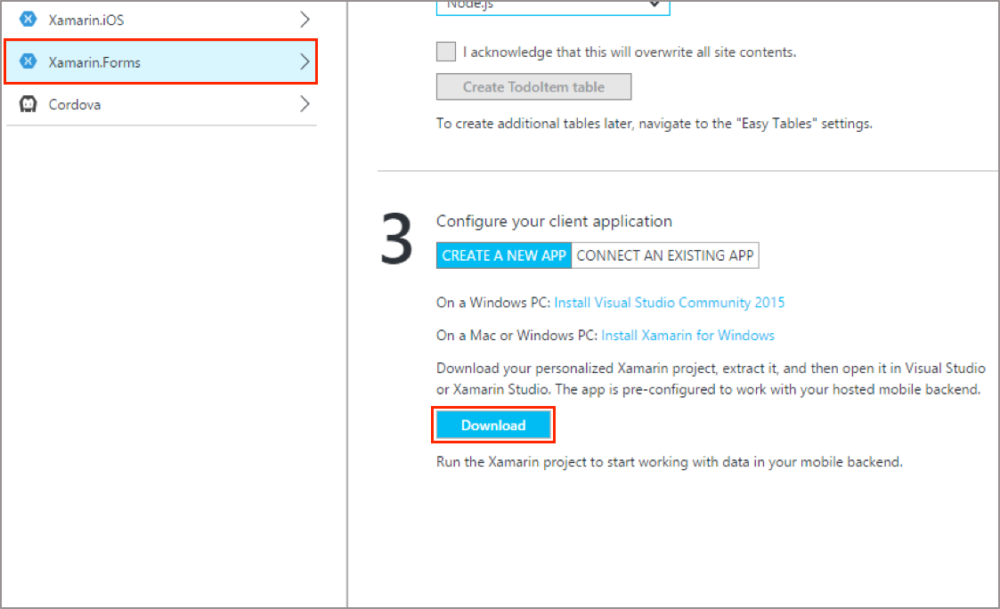 Xamarin.iOS
Xamarin.Forms
Cordova
Node.js
I acknowledge that this will overwrite all site contents.
Create TodoItem table
To create additional tables later, navigate to the "Easy Tables" settings.
3
Configure your client application
CREATE A NEW APP CONNECT AN EXISTING APP
On a Windows PC: Install Visual Studio Community 2015
On a Mac or Windows PC: Install Xamarin for Windows
Download your personalized Xamarin project, extract it, and then open it in Visual Studio
or Xamarin Studio. The app is pre-configured to work with your hosted mobile backend.
Download
Run the Xamarin project to start working with data in your mobile backend.